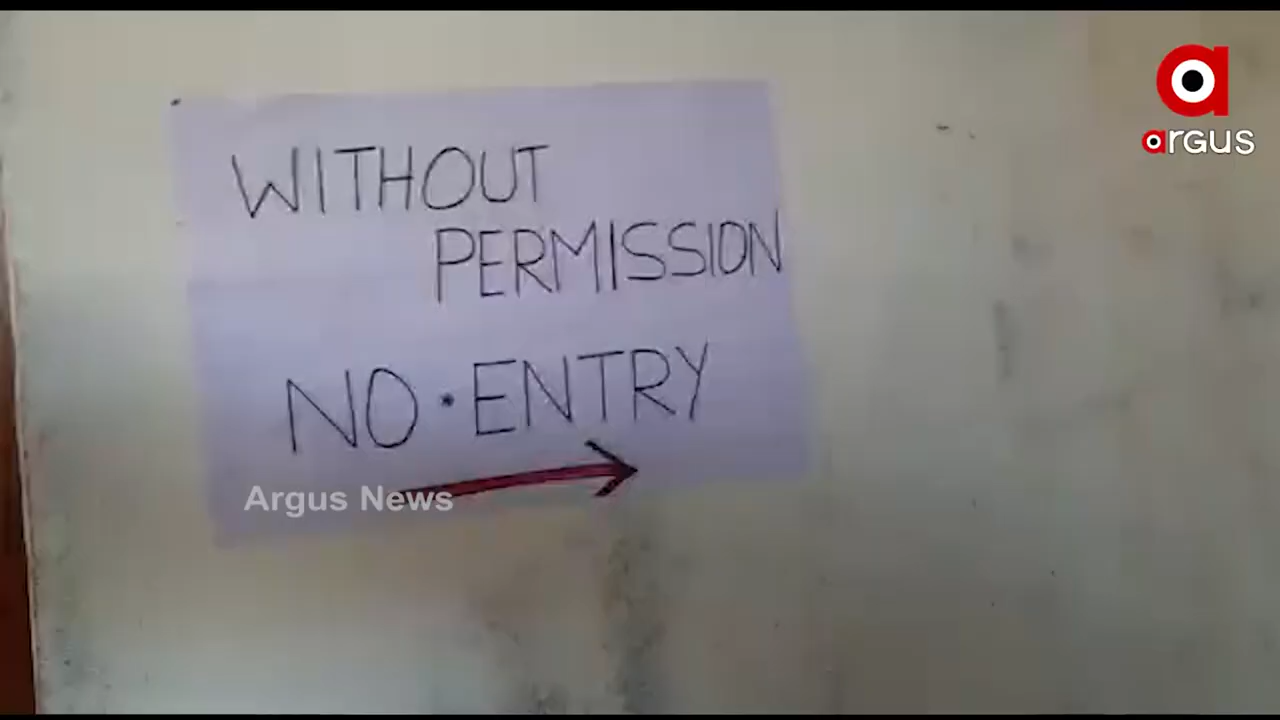 argus
WITHOUT
PERMISSION
NO·ENTRY
Argus News